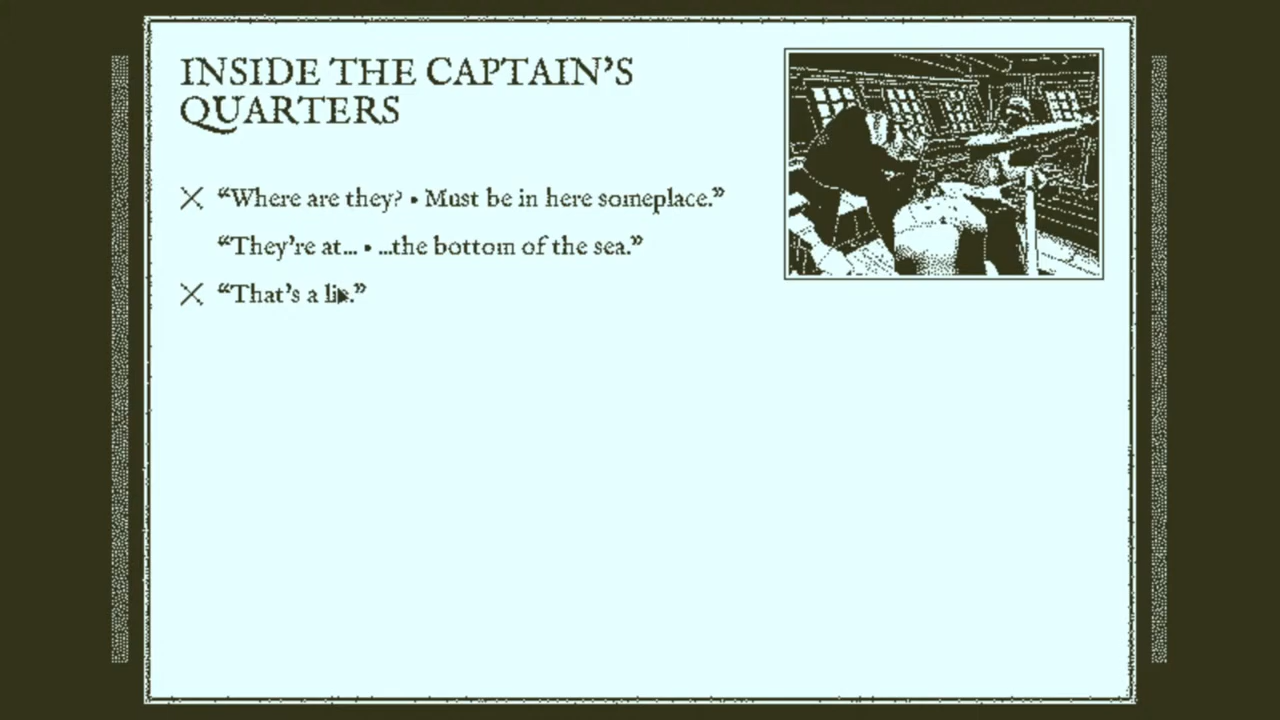 INSIDE THE CAPTAIN'S
QUARTERS
“Where are they? • Must be in here someplace.”
“They're at... • ...the bottom of the sea.”
“That's a lie.”